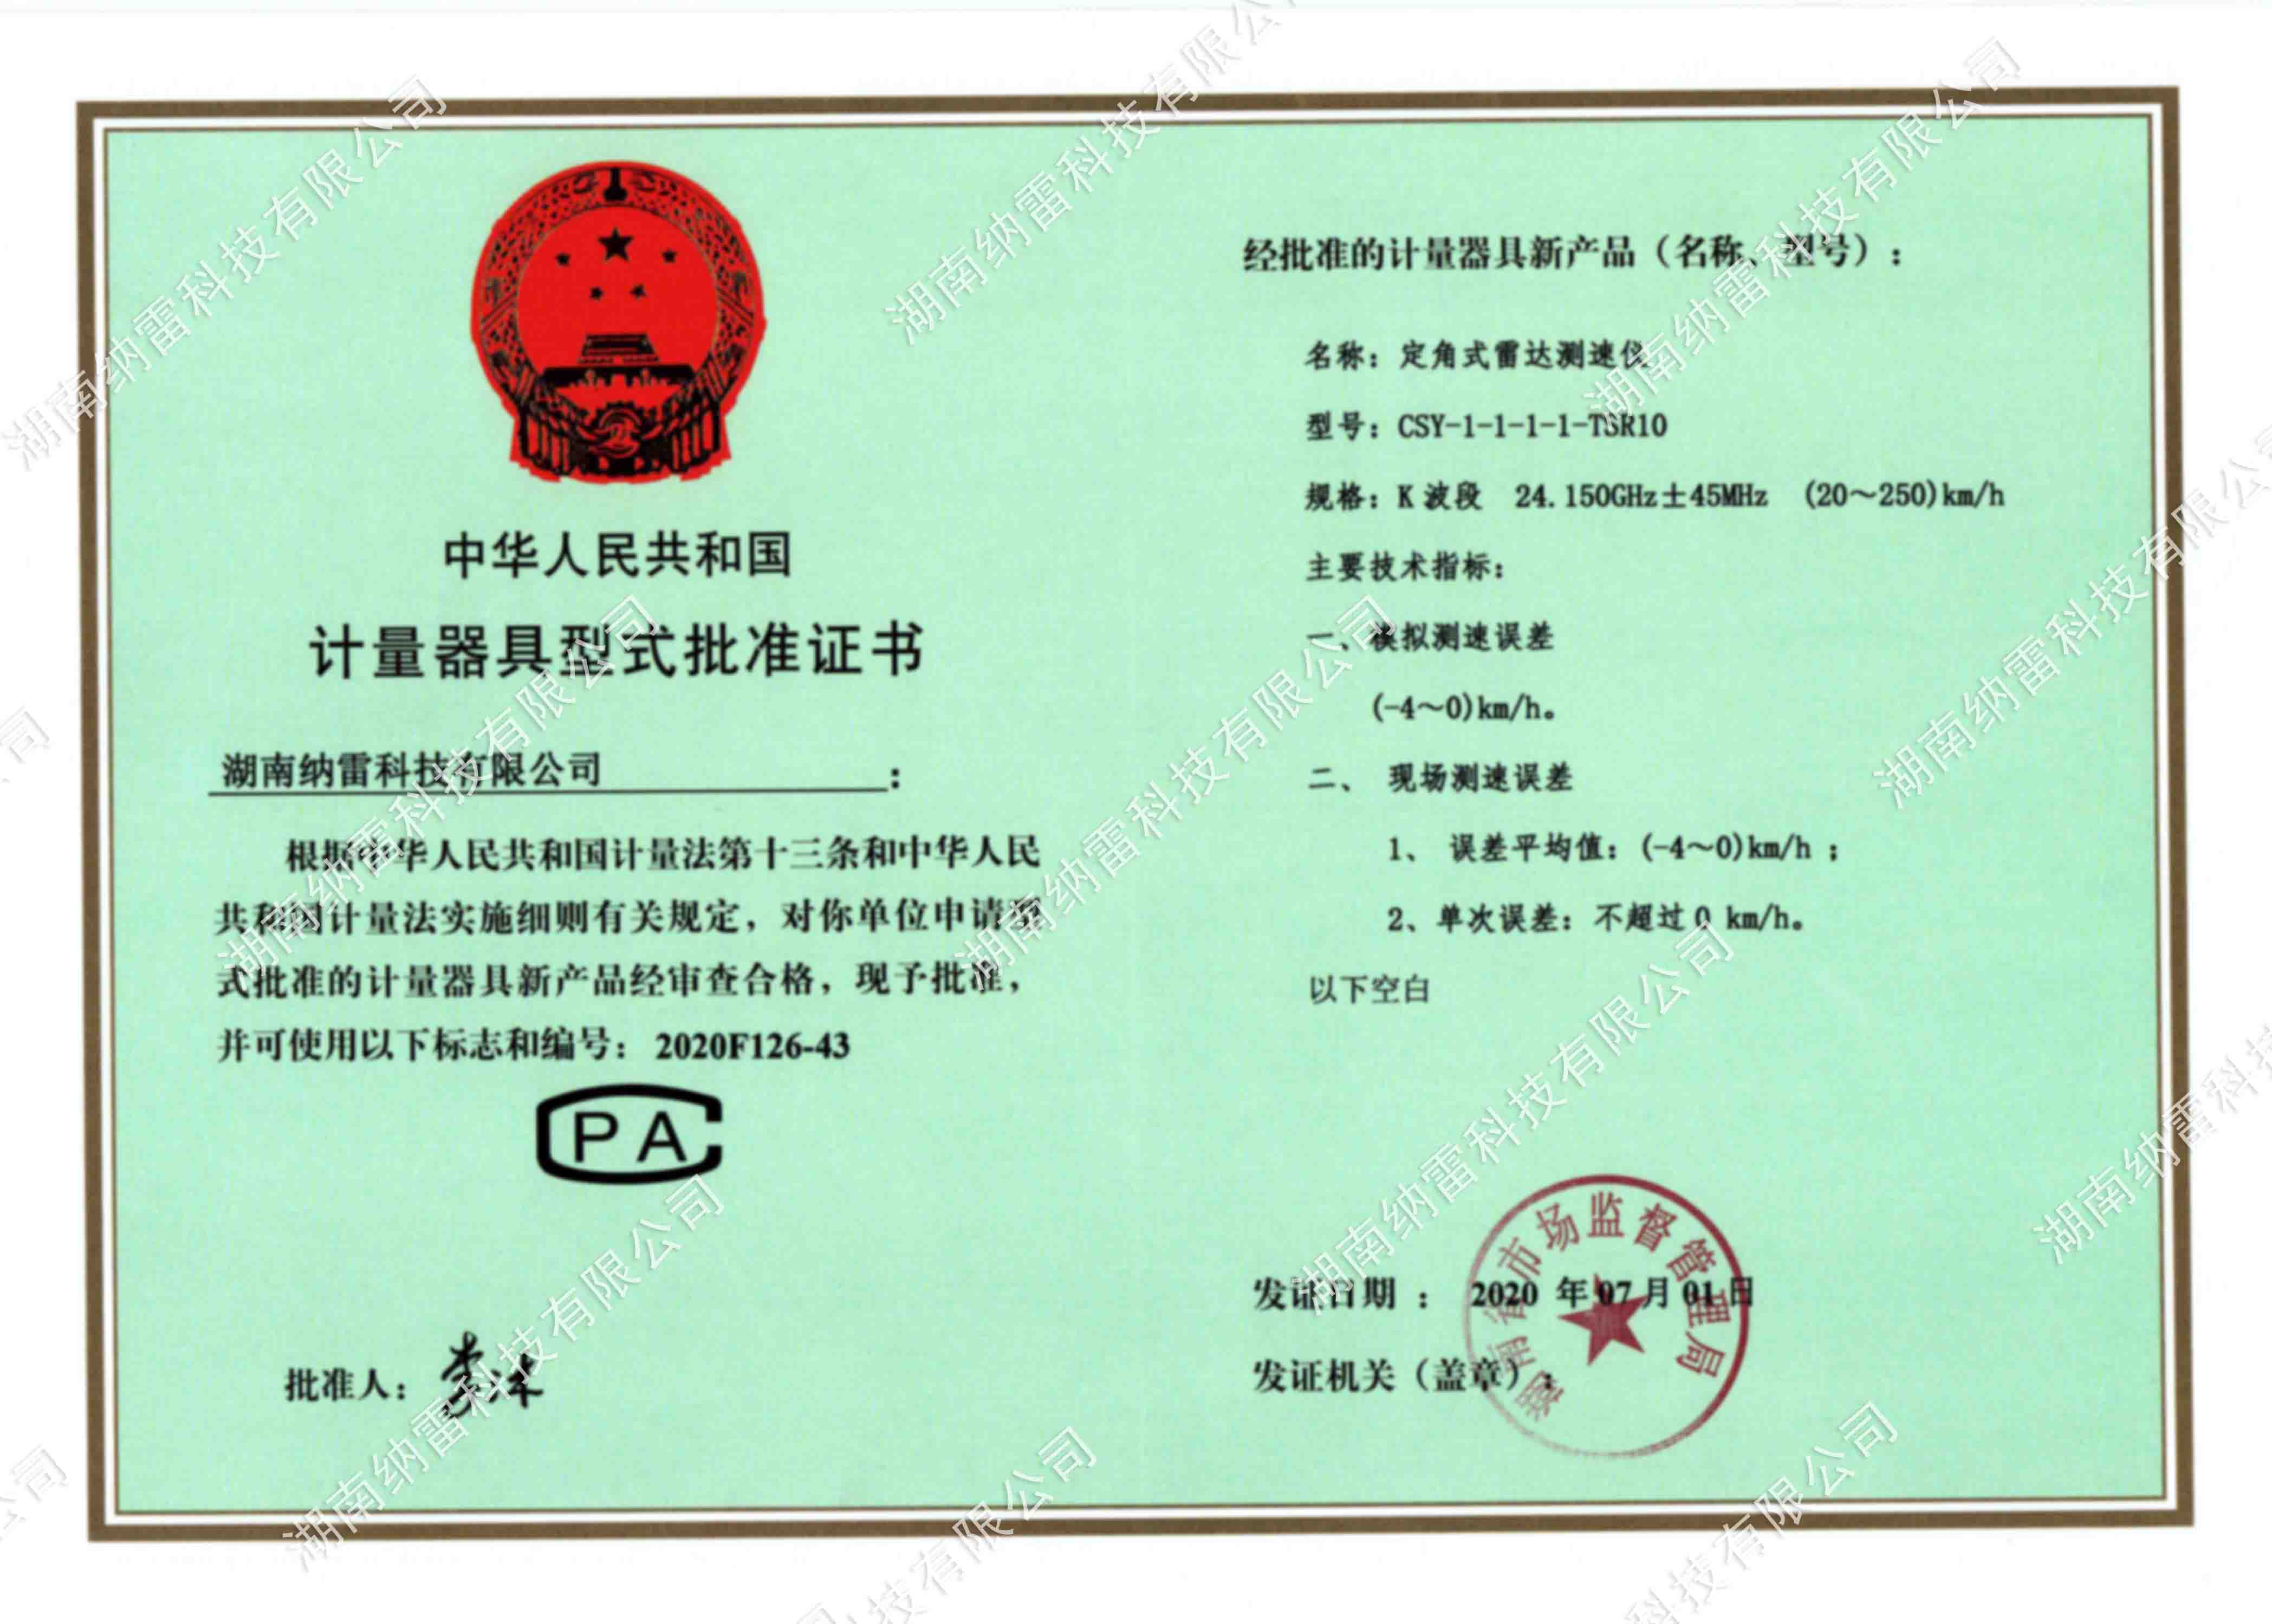 中华人民共和国
计量器具型式批准证书
湖南纳雷科技有限公司：
根据中华人民共和国计量法第十三条和中华人民
共和国计量法实施细则有关规定，对你单位申请型
式批准的计量器具新产品经审查合格，现予批准，
并可使用以下标志和编号：2020F126-43
CPA
批准人：
经批准的计量器具新产品（名称、型号）：
名称：定角式雷达测速仪
型号：CSY-1-1-1-1-TSR10
规格：K 波段 24.150GHz±45MHz (20～250)km/h
主要技术指标：
一、模拟测速误差
(-4～0)km/h。
二、 现场测速误差
1、 误差平均值：(-4～0)km/h ；
2、单次误差：不超过 0 km/h。
以下空白
发证日期 ： 2020 年 07 月 01 日
发证机关（盖章）：
湖南省市场监督管理局
湖南纳雷科技有限公司